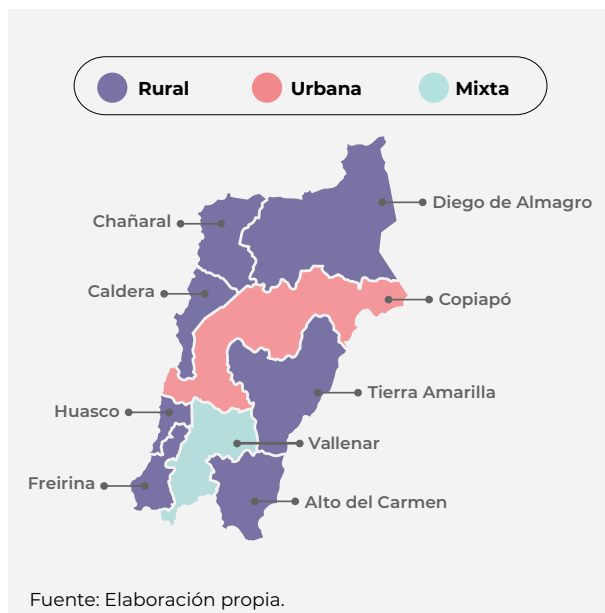 Rural Urbana Mixta
Diego de Almagro
Chañaral
Caldera
Copiapó
Tierra Amarilla
Huasco
Vallenar
Freirina
Alto del Carmen
Fuente: Elaboración propia.